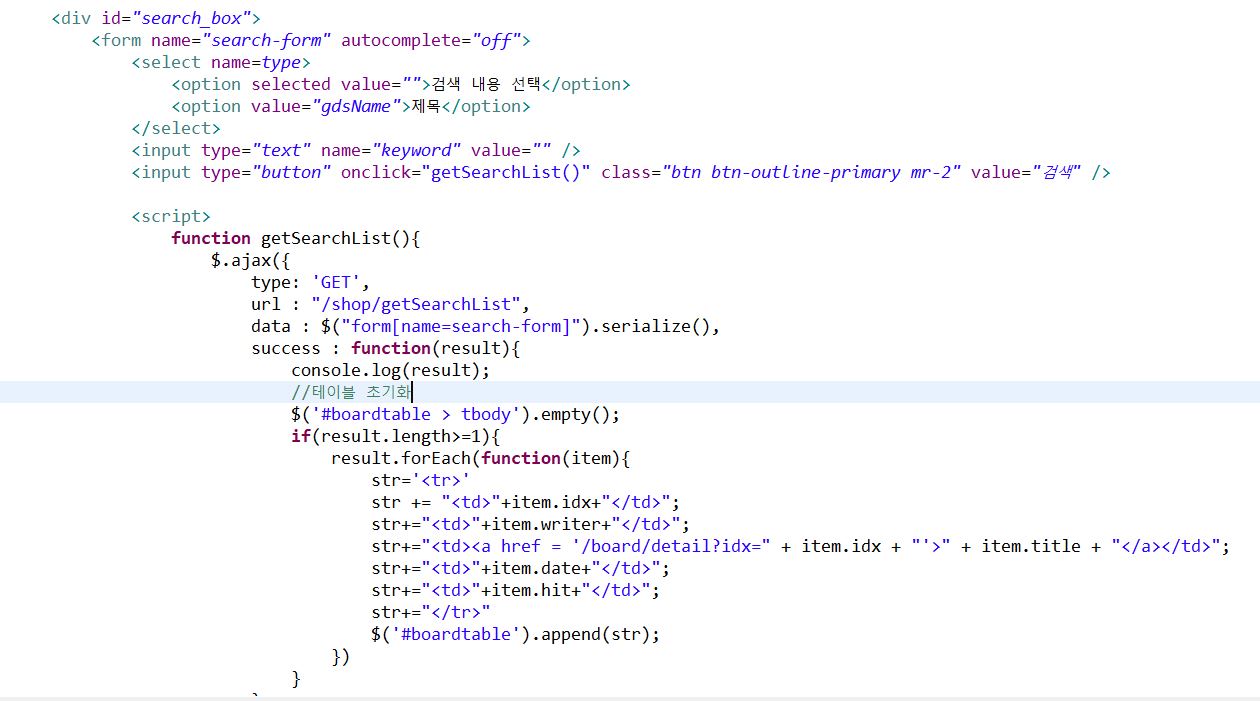 <div id="search_box">
<form name="search-form" autocomplete="off">
<select name=type>
<option selected value="">검색 내용 선택</option>
<option value="gdsName">제목</option>
</select>
<input type="text" name="keyword" value="" />
<input type="button" onclick="getSearchList()" class="btn btn-outline-primary mr-2" value="검색" />
<script>
function getSearchList(){
$.ajax({
type: 'GET',
url : "/shop/getSearchList",
data : $("form[name=search-form]").serialize(),
success : function(result){
console.log(result);
//테이블 초기화
$('#boardtable > tbody').empty();
if(result.length>=1){
result.forEach(function(item){
str='<tr>'
str += "<td>"+item.idx+"</td>";
str+="<td>"+item.writer+"</td>";
str+="<td><a href = '/board/detail?idx=" + item.idx + "'>" + item.title + "</a></td>";
str+="<td>"+item.date+"</td>";
str+="<td>"+item.hit+"</td>";
str+="</tr>"
$('#boardtable').append(str);
})
}